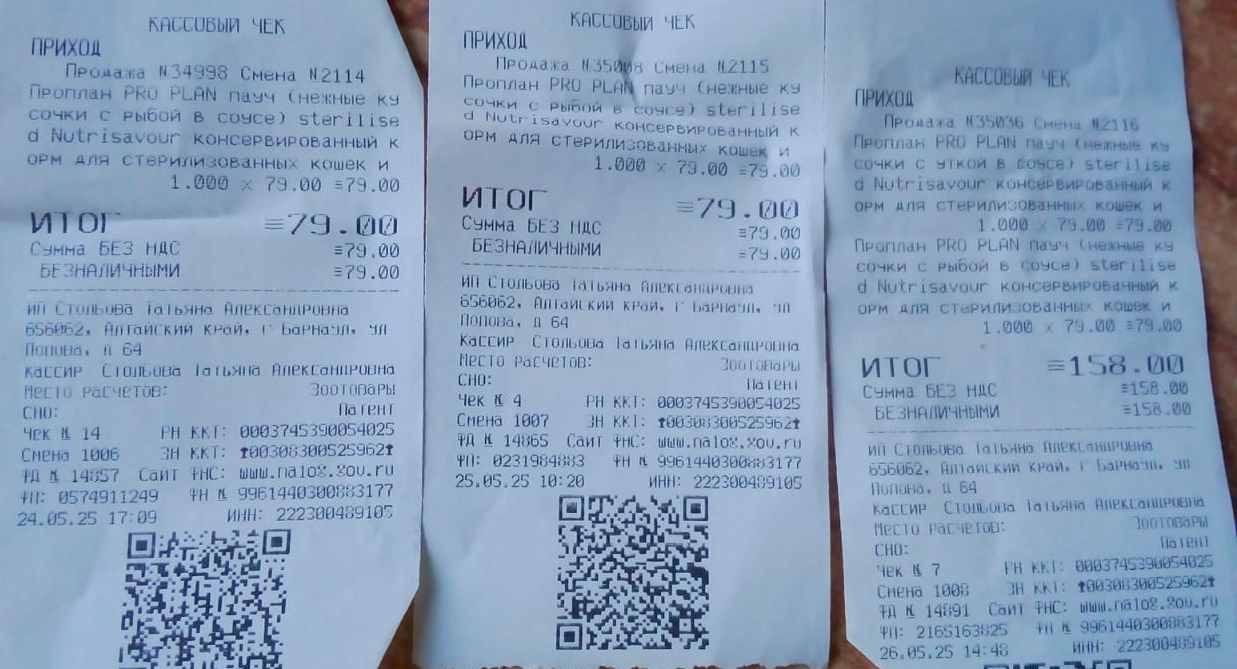 КАССОВЫЙ ЧЕК
ПРИХОД
Продажа №34998 Смена №2114
Проплан PRO PLAN пауч (нежные ку
сочки с рыбой в соусе) sterilise
d Nutrisavour консервированный к
орм для стерилизованных кошек и
1.000 × 79.00 ≡79.00
ИТОГ ≡79.00
Сумма БЕЗ НДС ≡79.00
БЕЗНАЛИЧНЫМИ ≡79.00
ИП Стольова Татьяна Александровна
656062, Алтайский край, г Барнаул, ул
Попова, д 64
Кассир Стольова Татьяна Александровна
Место расчетов: Зоотовары
СНО: Патент
Чек № 14 РН ККТ: 0003745390054025
Смена 1006 ЗН ККТ: ↑00308300525962↑
ФД № 14857 Сайт ФНС: www.nalog.gov.ru
ФП: 0574911249 ФН № 9961440300883177
24.05.25 17:09 ИНН: 222300489105
КАССОВЫЙ ЧЕК
ПРИХОД
Продажа №35008 Смена №2115
Проплан PRO PLAN пауч (нежные ку
сочки с рыбой в соусе) sterilise
d Nutrisavour консервированный к
орм для стерилизованных кошек и
1.000 × 79.00 ≡79.00
ИТОГ ≡79.00
Сумма БЕЗ НДС ≡79.00
БЕЗНАЛИЧНЫМИ ≡79.00
ИП Стольова Татьяна Александровна
656062, Алтайский край, г Барнаул, ул
Попова, д 64
Кассир Стольова Татьяна Александровна
Место расчетов: Зоотовары
СНО: Патент
Чек № 4 РН ККТ: 0003745390054025
Смена 1007 ЗН ККТ: ↑00308300525962↑
ФД № 14865 Сайт ФНС: www.nalog.gov.ru
ФП: 0231984883 ФН № 9961440300883177
25.05.25 10:20 ИНН: 222300489105
КАССОВЫЙ ЧЕК
ПРИХОД
Продажа №35036 Смена №2116
Проплан PRO PLAN пауч (нежные ку
сочки с уткой в соусе) sterilise
d Nutrisavour консервированный к
орм для стерилизованных кошек и
1.000 × 79.00 ≡79.00
Проплан PRO PLAN пауч (нежные ку
сочки с рыбой в соусе) sterilise
d Nutrisavour консервированный к
орм для стерилизованных кошек и
1.000 × 79.00 ≡79.00
ИТОГ ≡158.00
Сумма БЕЗ НДС ≡158.00
БЕЗНАЛИЧНЫМИ ≡158.00
ИП Стольова Татьяна Александровна
656062, Алтайский край, г Барнаул, ул
Попова, д 64
Кассир Стольова Татьяна Александровна
Место расчетов: Зоотовары
СНО: Патент
Чек № 7 РН ККТ: 0003745390054025
Смена 1008 ЗН ККТ: ↑00308300525962↑
ФД № 14891 Сайт ФНС: www.nalog.gov.ru
ФП: 2165163825 ФН № 9961440300883177
26.05.25 14:48 ИНН: 222300489105